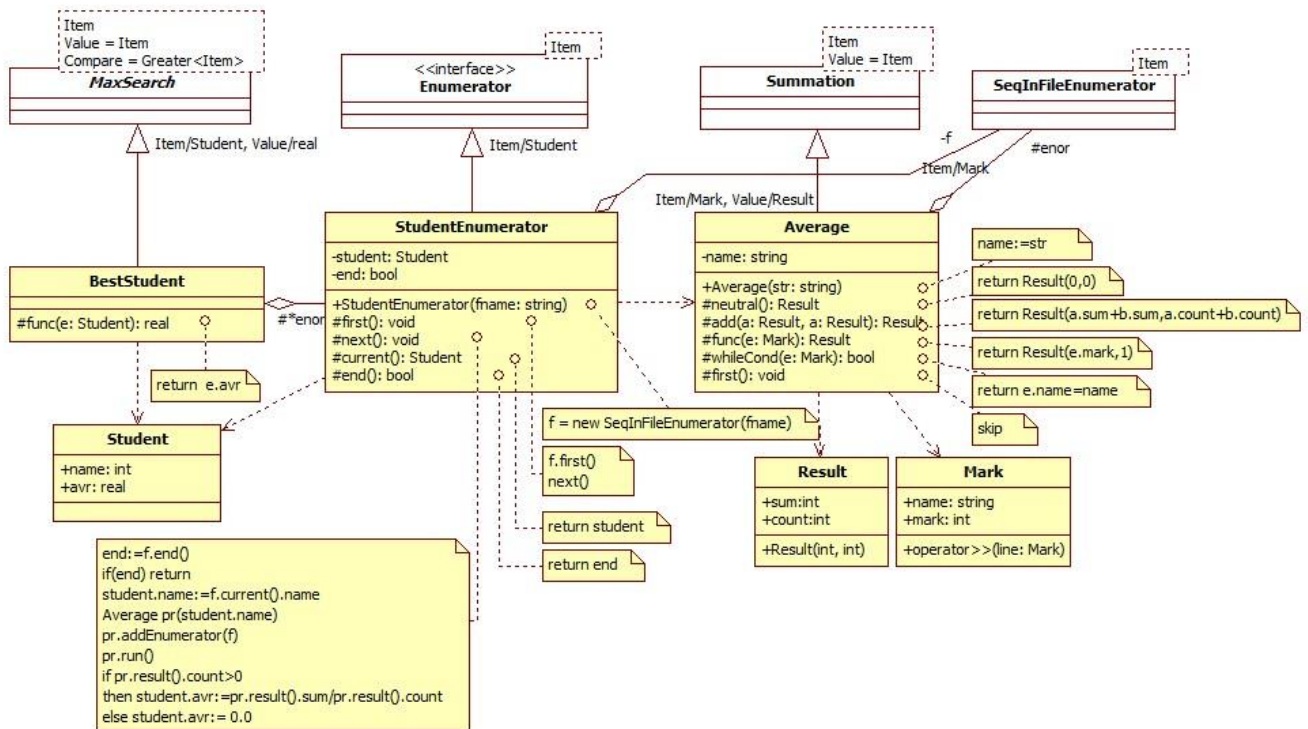 Item
Value = Item
Compare = Greater<Item>
MaxSearch
Item
<<interface>>
Enumerator
Item
Value = Item
Summation
Item
SeqInFileEnumerator
Item/Student, Value/real
Item/Student
-f
#enor
Item/Mark
Item/Mark, Value/Result
BestStudent
#func(e: Student): real
#*enor
return e.avr
StudentEnumerator
-student: Student
-end: bool
+StudentEnumerator(fname: string)
#first(): void
#next(): void
#current(): Student
#end(): bool
Average
-name: string
+Average(str: string)
#neutral(): Result
#add(a: Result, a: Result): Result
#func(e: Mark): Result
#whileCond(e: Mark): bool
#first(): void
name:=str
return Result(0,0)
return Result(a.sum+b.sum,a.count+b.count)
return Result(e.mark,1)
return e.name=name
skip
Student
+name: int
+avr: real
f = new SeqInFileEnumerator(fname)
f.first()
next()
return student
return end
Result
+sum:int
+count:int
+Result(int, int)
Mark
+name: string
+mark: int
+operator>>(line: Mark)
end:=f.end()
if(end) return
student.name:=f.current().name
Average pr(student.name)
pr.addEnumerator(f)
pr.run()
if pr.result().count>0
then student.avr:=pr.result().sum/pr.result().count
else student.avr:= 0.0